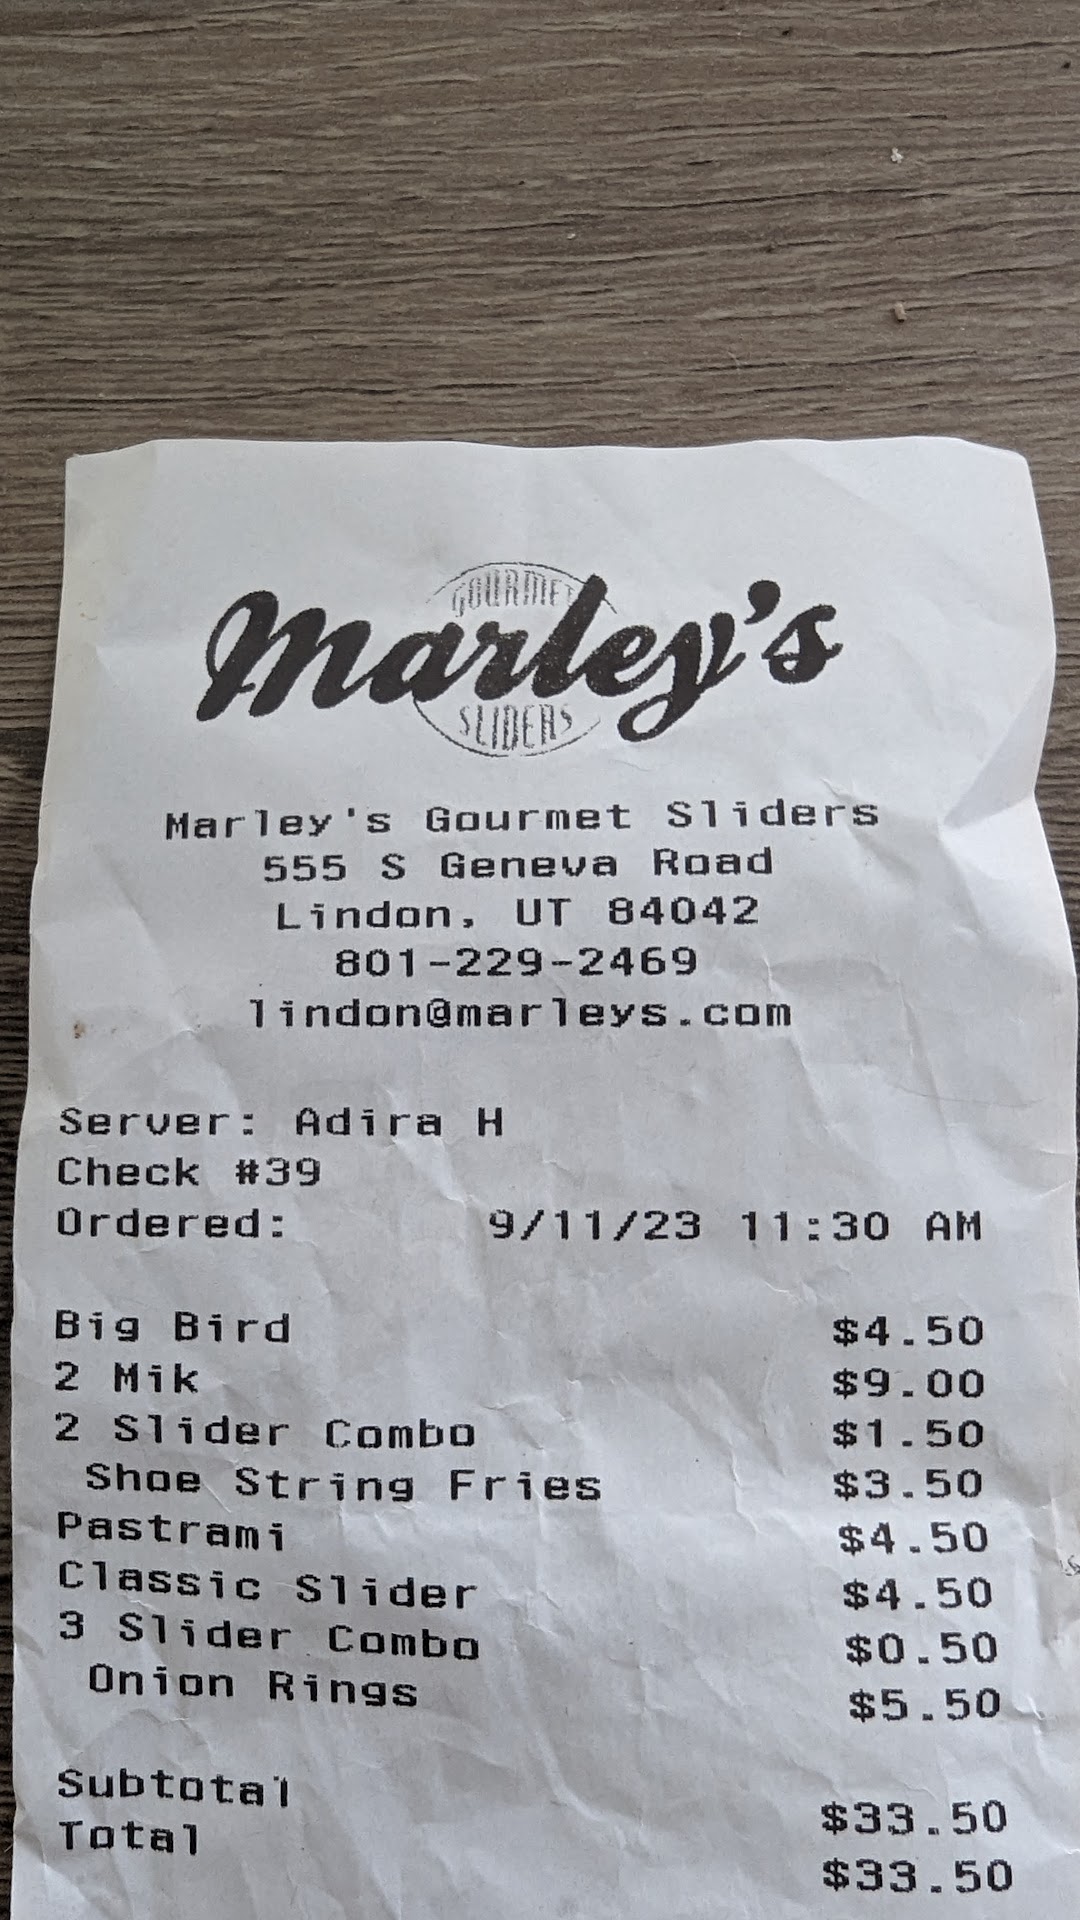 GOURMET
Marley's
SLIDERS
Marley's Gourmet Sliders
555 S Geneva Road
Lindon, UT 84042
801-229-2469
lindon@marleys.com
Server: Adira H
Check #39
Ordered: 9/11/23 11:30 AM
Big Bird $4.50
2 Mik $9.00
2 Slider Combo $1.50
Shoe String Fries $3.50
Pastrami $4.50
Classic Slider $4.50
3 Slider Combo $0.50
Onion Rings $5.50
Subtotal $33.50
Total $33.50